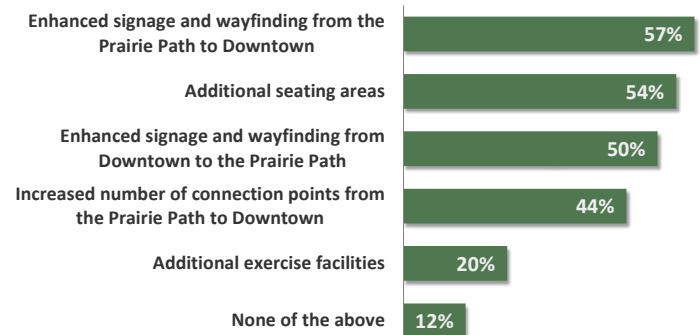 Enhanced signage and wayfinding from the
Prairie Path to Downtown
57%
Additional seating areas
54%
Enhanced signage and wayfinding from
Downtown to the Prairie Path
50%
Increased number of connection points from
the Prairie Path to Downtown
44%
Additional exercise facilities
20%
None of the above
12%